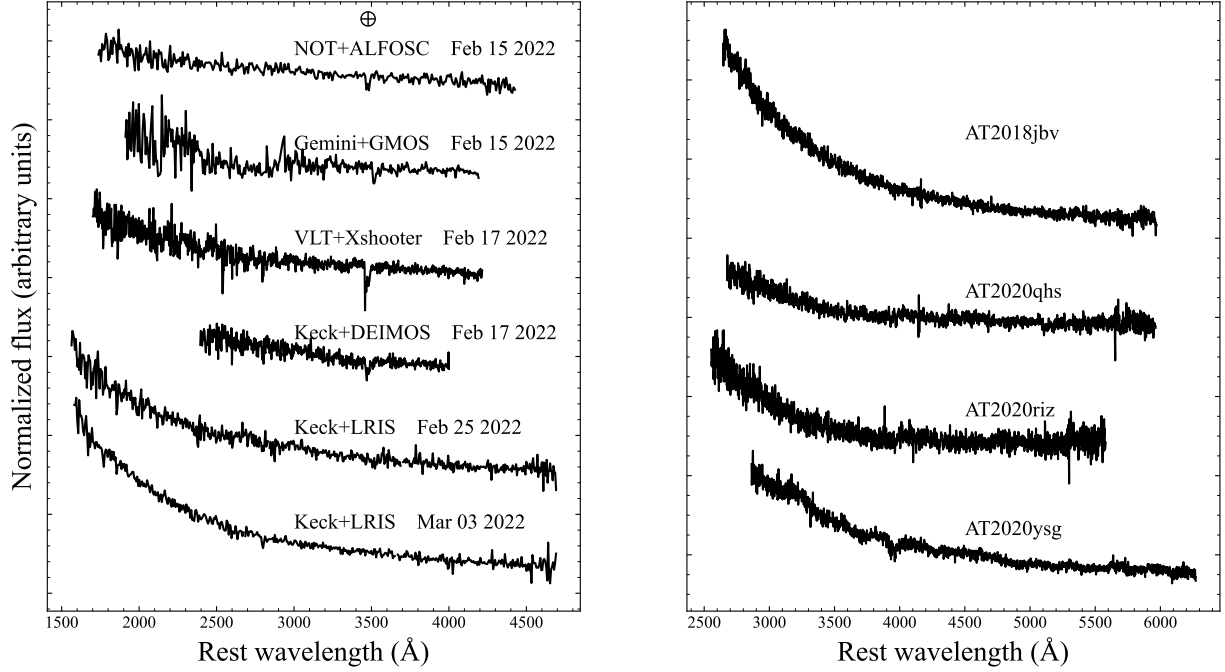 Normalized flux (arbitrary units)
⊕
NOT+ALFOSC Feb 15 2022
Gemini+GMOS Feb 15 2022
VLT+Xshooter Feb 17 2022
Keck+DEIMOS Feb 17 2022
Keck+LRIS Feb 25 2022
Keck+LRIS Mar 03 2022
1500 2000 2500 3000 3500 4000 4500
Rest wavelength (Å)
AT2018jbv
AT2020qhs
AT2020riz
AT2020ysg
2500 3000 3500 4000 4500 5000 5500 6000
Rest wavelength (Å)